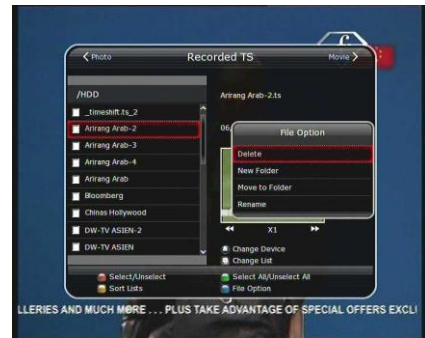 Photo
Recorded TS
Movie
/HDD
_timeshift.ts_2
Arirang Arab-2
Arirang Arab-3
Arirang Arab-4
Arirang Arab
Bloomberg
Chinas Hollywood
DW-TV ASIEN-2
DW-TV ASIEN
Arirang Arab-2.ts
06/
File Option
Delete
New Folder
Move to Folder
Rename
X1
Change Device
Change List
Select/Unselect
Select All/Unselect All
Sort Lists
File Option
LLERIES AND MUCH MORE . . . PLUS TAKE ADVANTAGE OF SPECIAL OFFERS EXCLU